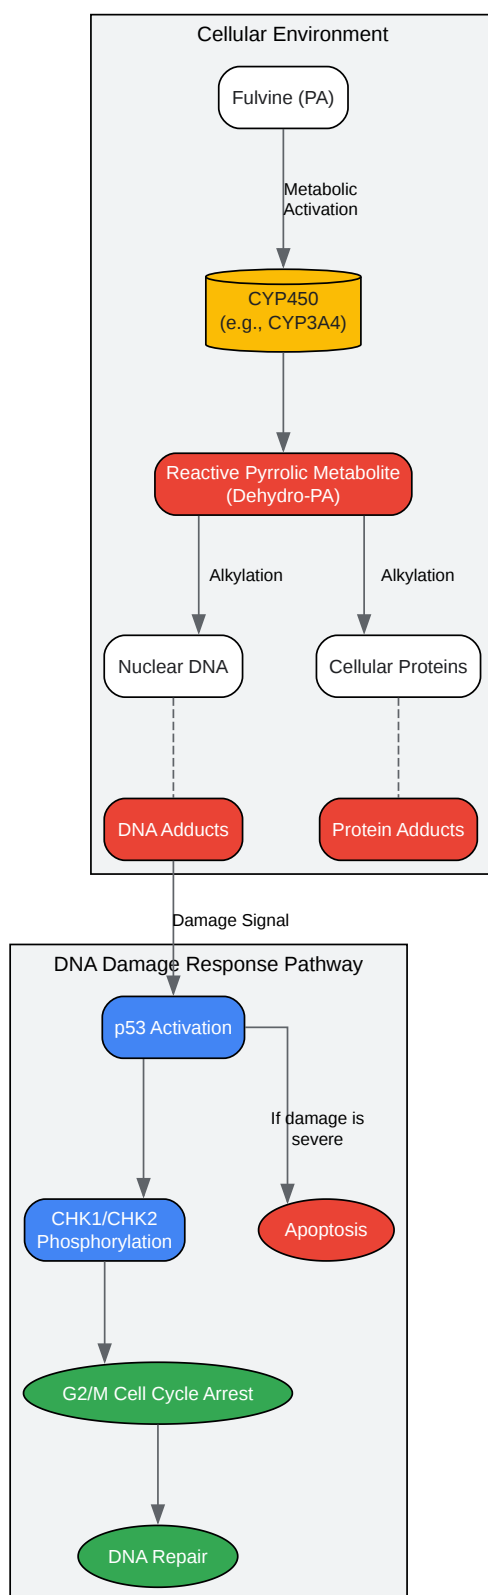 Cellular Environment
Fulvine (PA)
Metabolic
Activation
CYP450
(e.g., CYP3A4)
Reactive Pyrrolic Metabolite
(Dehydro-PA)
Alkylation
Alkylation
Nuclear DNA
Cellular Proteins
DNA Adducts
Protein Adducts
Damage Signal
DNA Damage Response Pathway
p53 Activation
If damage is
severe
CHK1/CHK2
Phosphorylation
Apoptosis
G2/M Cell Cycle Arrest
DNA Repair